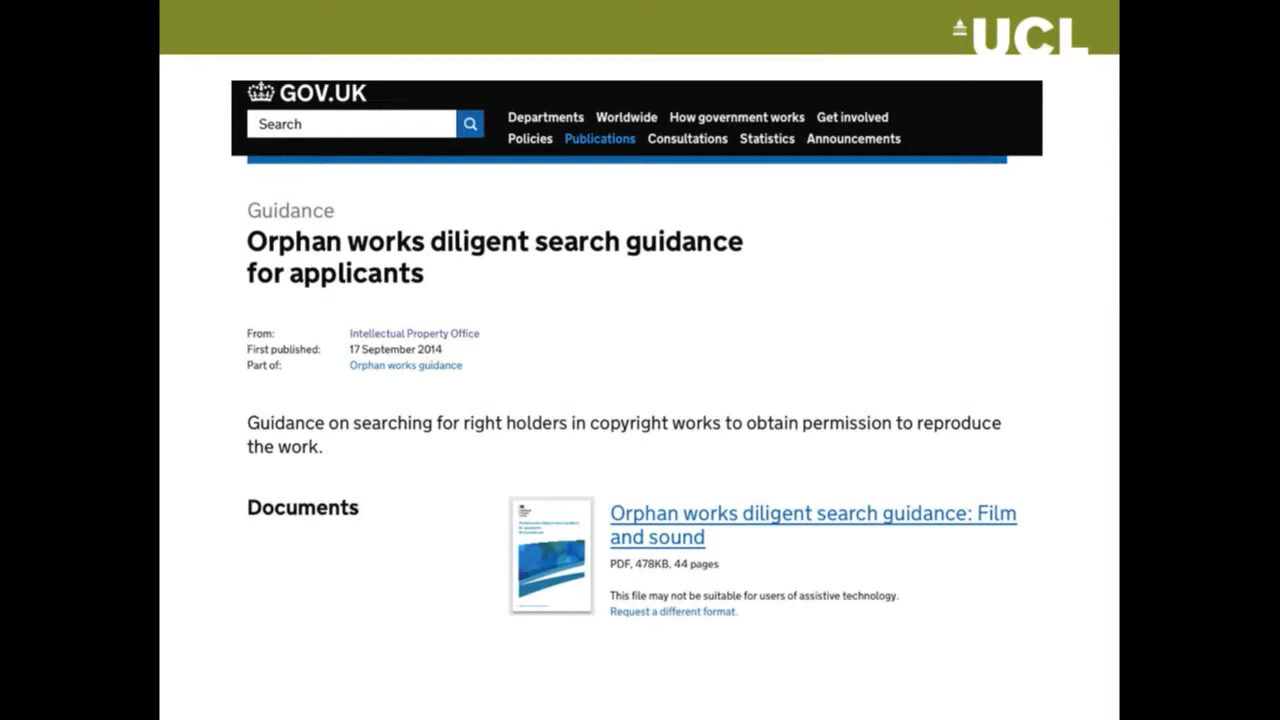 UCL
GOV.UK
Search
Departments Worldwide How government works Get involved
Policies Publications Consultations Statistics Announcements
Guidance
Orphan works diligent search guidance
for applicants
From: Intellectual Property Office
First published: 17 September 2014
Part of: Orphan works guidance
Guidance on searching for right holders in copyright works to obtain permission to reproduce
the work.
Documents
Orphan works diligent search guidance: Film
and sound
PDF, 478KB, 44 pages
This file may not be suitable for users of assistive technology.
Request a different format.